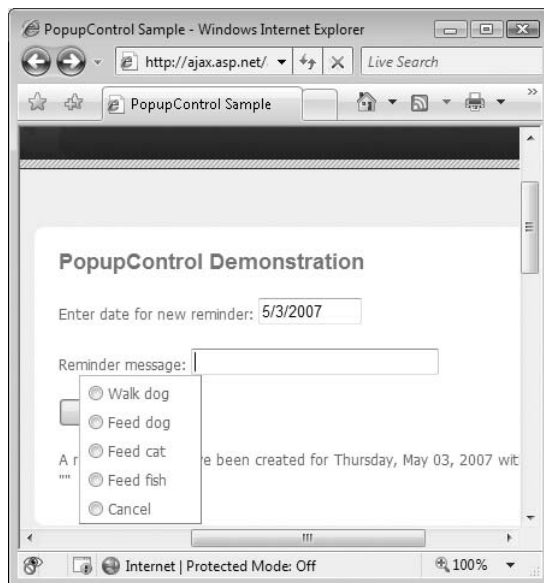 PopupControl Sample - Windows Internet Explorer
http://ajax.asp.net/
Live Search
PopupControl Sample
PopupControl Demonstration
Enter date for new reminder: 5/3/2007
Reminder message:
Walk dog
Feed dog
Feed cat
Feed fish
Cancel
A r
e been created for Thursday, May 03, 2007 wit
""
Internet | Protected Mode: Off
100%